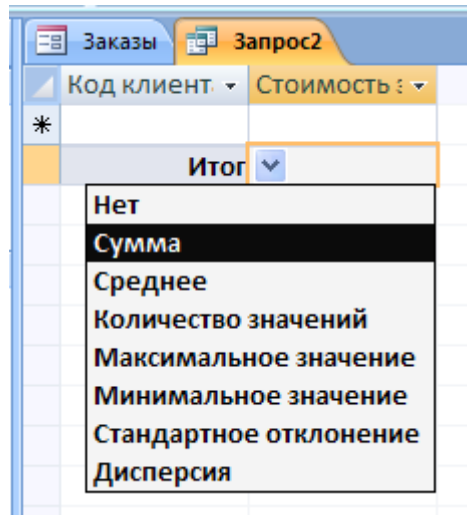 Заказы Запрос2
Код клиент Стоимость з
Итог
Нет
Сумма
Среднее
Количество значений
Максимальное значение
Минимальное значение
Стандартное отклонение
Дисперсия